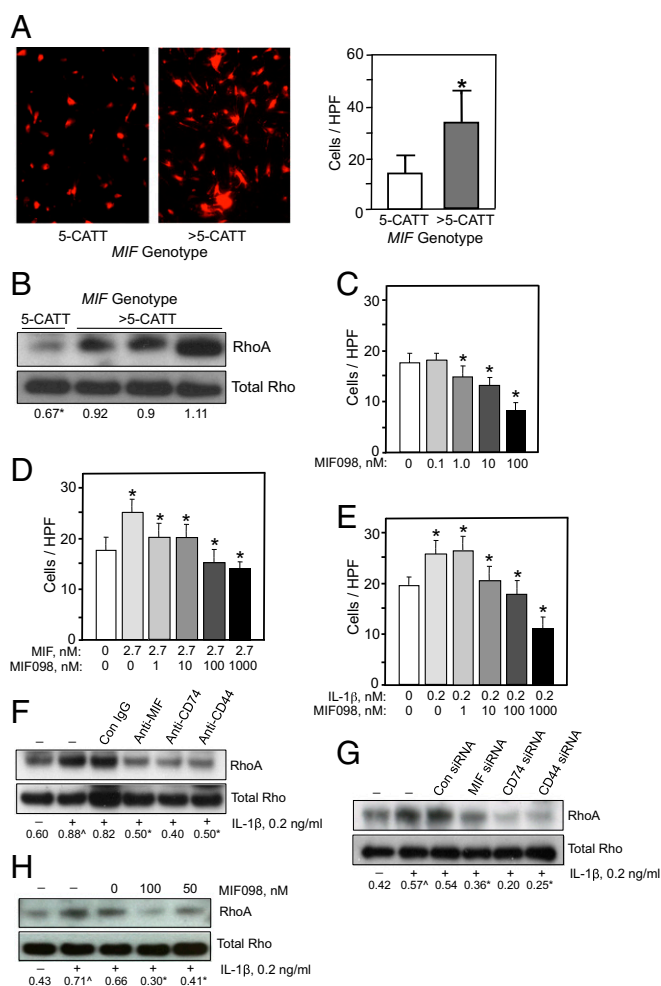 A
5-CATT >5-CATT
MIF Genotype
Cells / HPF
60
40
20
0
*
5-CATT >5-CATT
MIF Genotype
B
MIF Genotype
5-CATT >5-CATT
RhoA
Total Rho
0.67* 0.92 0.9 1.11
C
Cells / HPF
30
20
10
0
* * *
MIF098, nM: 0 0.1 1.0 10 100
D
Cells / HPF
30
20
10
0
* * * * *
MIF, nM: 0 2.7 2.7 2.7 2.7 2.7
MIF098, nM: 0 0 1 10 100 1000
E
Cells / HPF
30
20
10
0
* * * * *
IL-1β, nM: 0 0.2 0.2 0.2 0.2 0.2
MIF098, nM: 0 0 1 10 100 1000
F
– – Con IgG Anti-MIF Anti-CD74 Anti-CD44
RhoA
Total Rho
– + + + + + IL-1β, 0.2 ng/ml
0.60 0.88^ 0.82 0.50* 0.40 0.50*
G
– – Con siRNA MIF siRNA CD74 siRNA CD44 siRNA
RhoA
Total Rho
– + + + + + IL-1β, 0.2 ng/ml
0.42 0.57^ 0.54 0.36* 0.20 0.25*
H
– – 0 100 50 MIF098, nM
RhoA
Total Rho
– + + + + IL-1β, 0.2 ng/ml
0.43 0.71^ 0.66 0.30* 0.41*